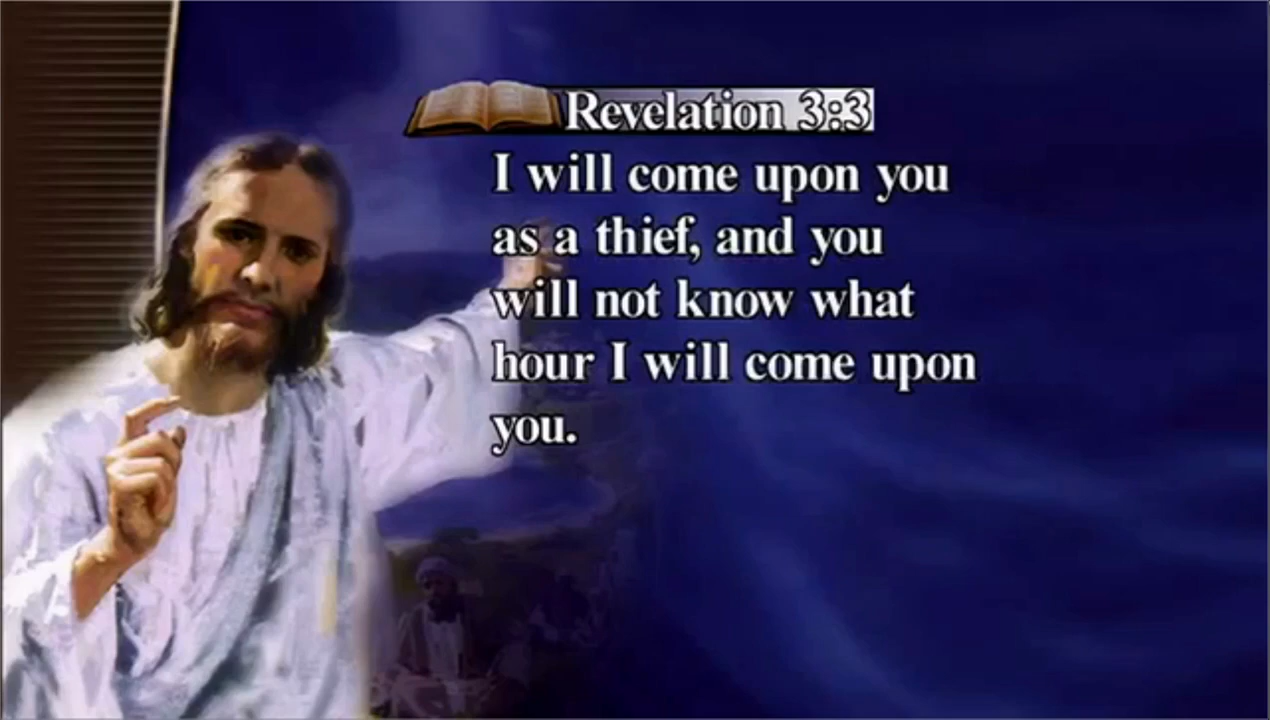 Revelation 3:3
I will come upon you
as a thief, and you
will not know what
hour I will come upon
you.